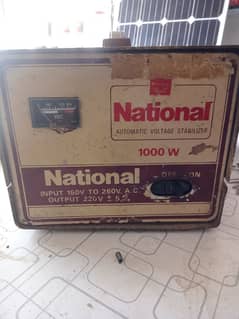 National
AUTOMATIC VOLTAGE STABILIZER
1000 W
National
OFF ON
INPUT 150V TO 260V. A.C.
OUTPUT 220V ± 5%